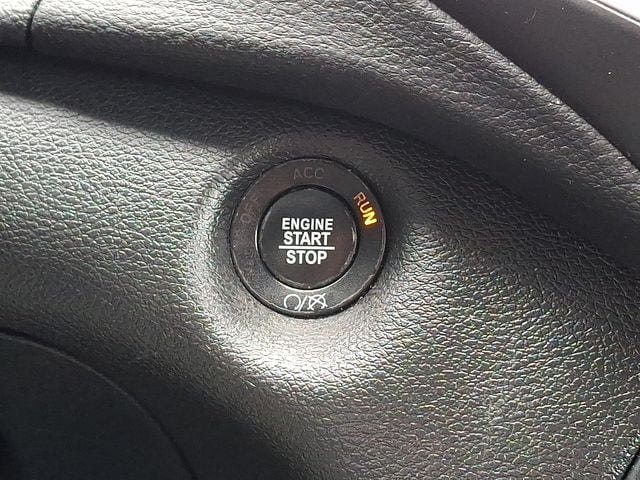 ACC
OFF
RUN
ENGINE
START
STOP